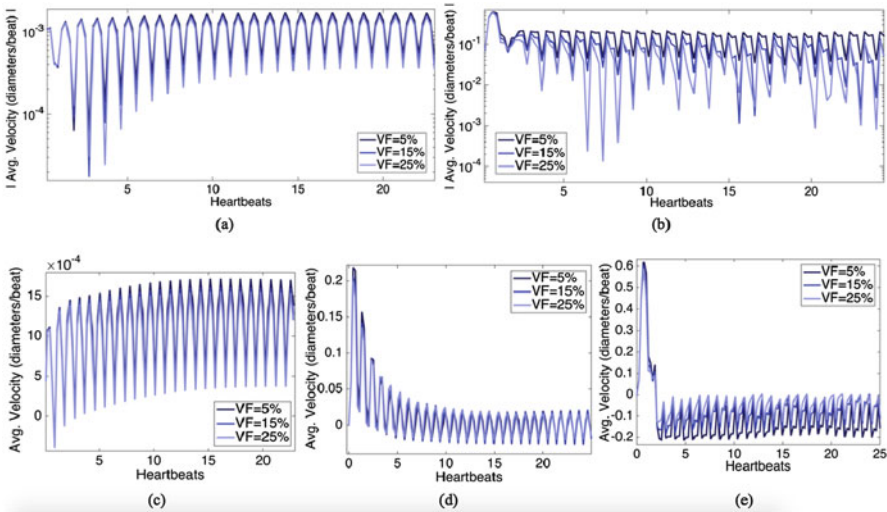 | Avg. Velocity (diameters/beat) |
10-3
10-4
VF=5%
VF=15%
VF=25%
5 10 15 20
Heartbeats
(a)
| Avg. Velocity (diameters/beat) |
10-1
10-2
10-3
10-4
VF=5%
VF=15%
VF=25%
5 10 15 20
Heartbeats
(b)
×10-4
Avg. Velocity (diameters/beat)
15
10
5
0
VF=5%
VF=15%
VF=25%
5 10 15 20
Heartbeats
(c)
Avg. Velocity (diameters/beat)
0.2
0.15
0.1
0.05
0
VF=5%
VF=15%
VF=25%
0 5 10 15 20
Heartbeats
(d)
Avg. Velocity (diameters/beat)
0.6
0.5
0.4
0.3
0.2
0.1
0
-0.1
-0.2
VF=5%
VF=15%
VF=25%
0 5 10 15 20 25
Heartbeats
(e)